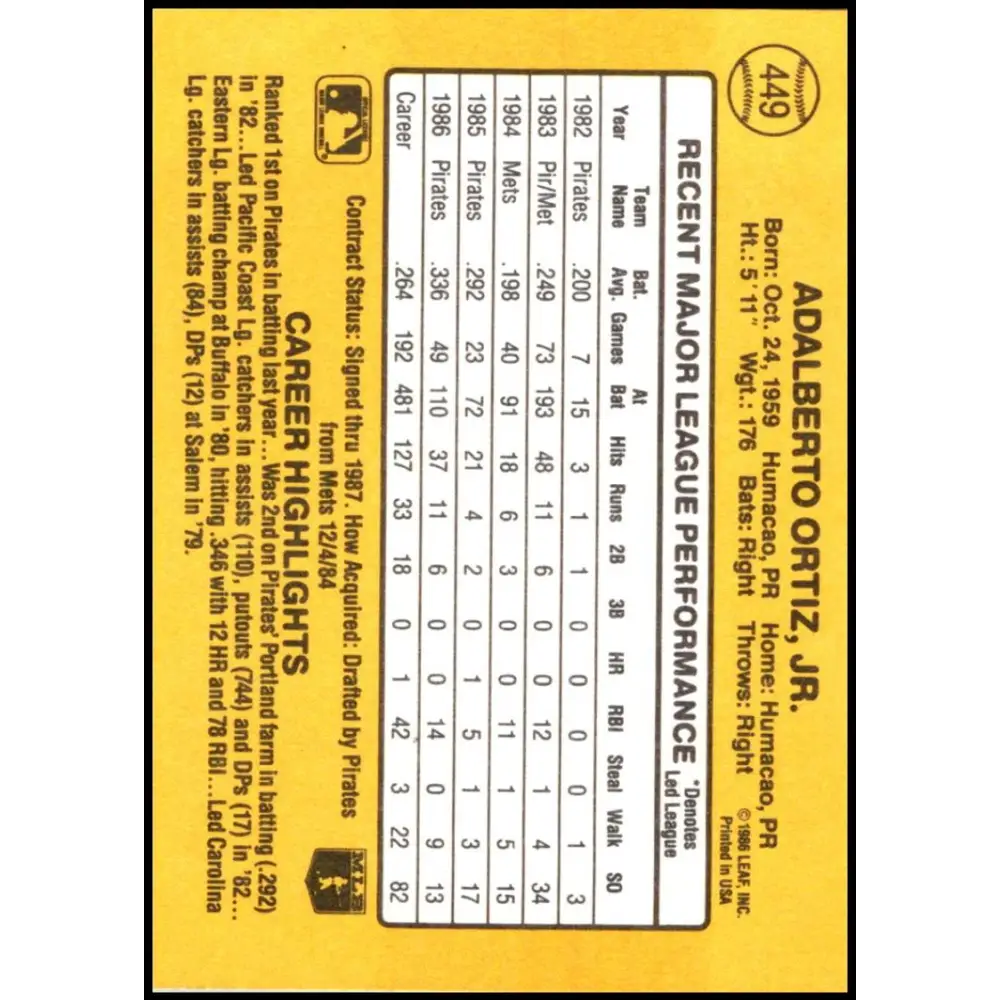 449
ADALBERTO ORTIZ, JR.
Born: Oct. 24, 1959 Humacao, PR Home: Humacao, PR
Ht.: 5'11" Wgt.: 176 Bats: Right Throws: Right
©1986 LEAF, INC.
Printed in USA
RECENT MAJOR LEAGUE PERFORMANCE
*Denotes
Led League
Team Bat. At
Year Name Avg. Games Bat Hits Runs 2B 3B HR RBI Steal Walk SO
1982 Pirates .200 7 15 3 1 1 0 0 0 0 1 3
1983 Pir/Met .249 73 193 48 11 6 0 0 12 1 4 34
1984 Mets .198 40 91 18 6 3 0 0 11 1 5 15
1985 Pirates .292 23 72 21 4 2 0 1 5 1 3 17
1986 Pirates .336 49 110 37 11 6 0 0 14 0 9 13
Career .264 192 481 127 33 18 0 1 42 3 22 82
Contract Status: Signed thru 1987. How Acquired: Drafted by Pirates
from Mets 12/4/84
MLB
CAREER HIGHLIGHTS
Ranked 1st on Pirates in batting last year... Was 2nd on Pirates' Portland farm in batting (.292)
in '82...Led Pacific Coast Lg. catchers in assists (110), putouts (744) and DPs (17) in '82...
Eastern Lg. batting champ at Buffalo in '80, hitting .346 with 12 HR and 78 RBI...Led Carolina
Lg. catchers in assists (84), DPs (12) at Salem in '79.